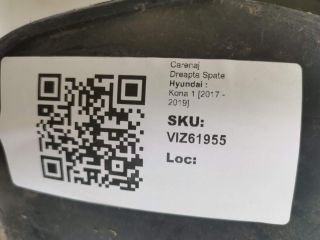 Carenaj
Dreapta Spate
Hyundai :
Kona 1 [2017 -
2019]
SKU:
VIZ61955
Loc: